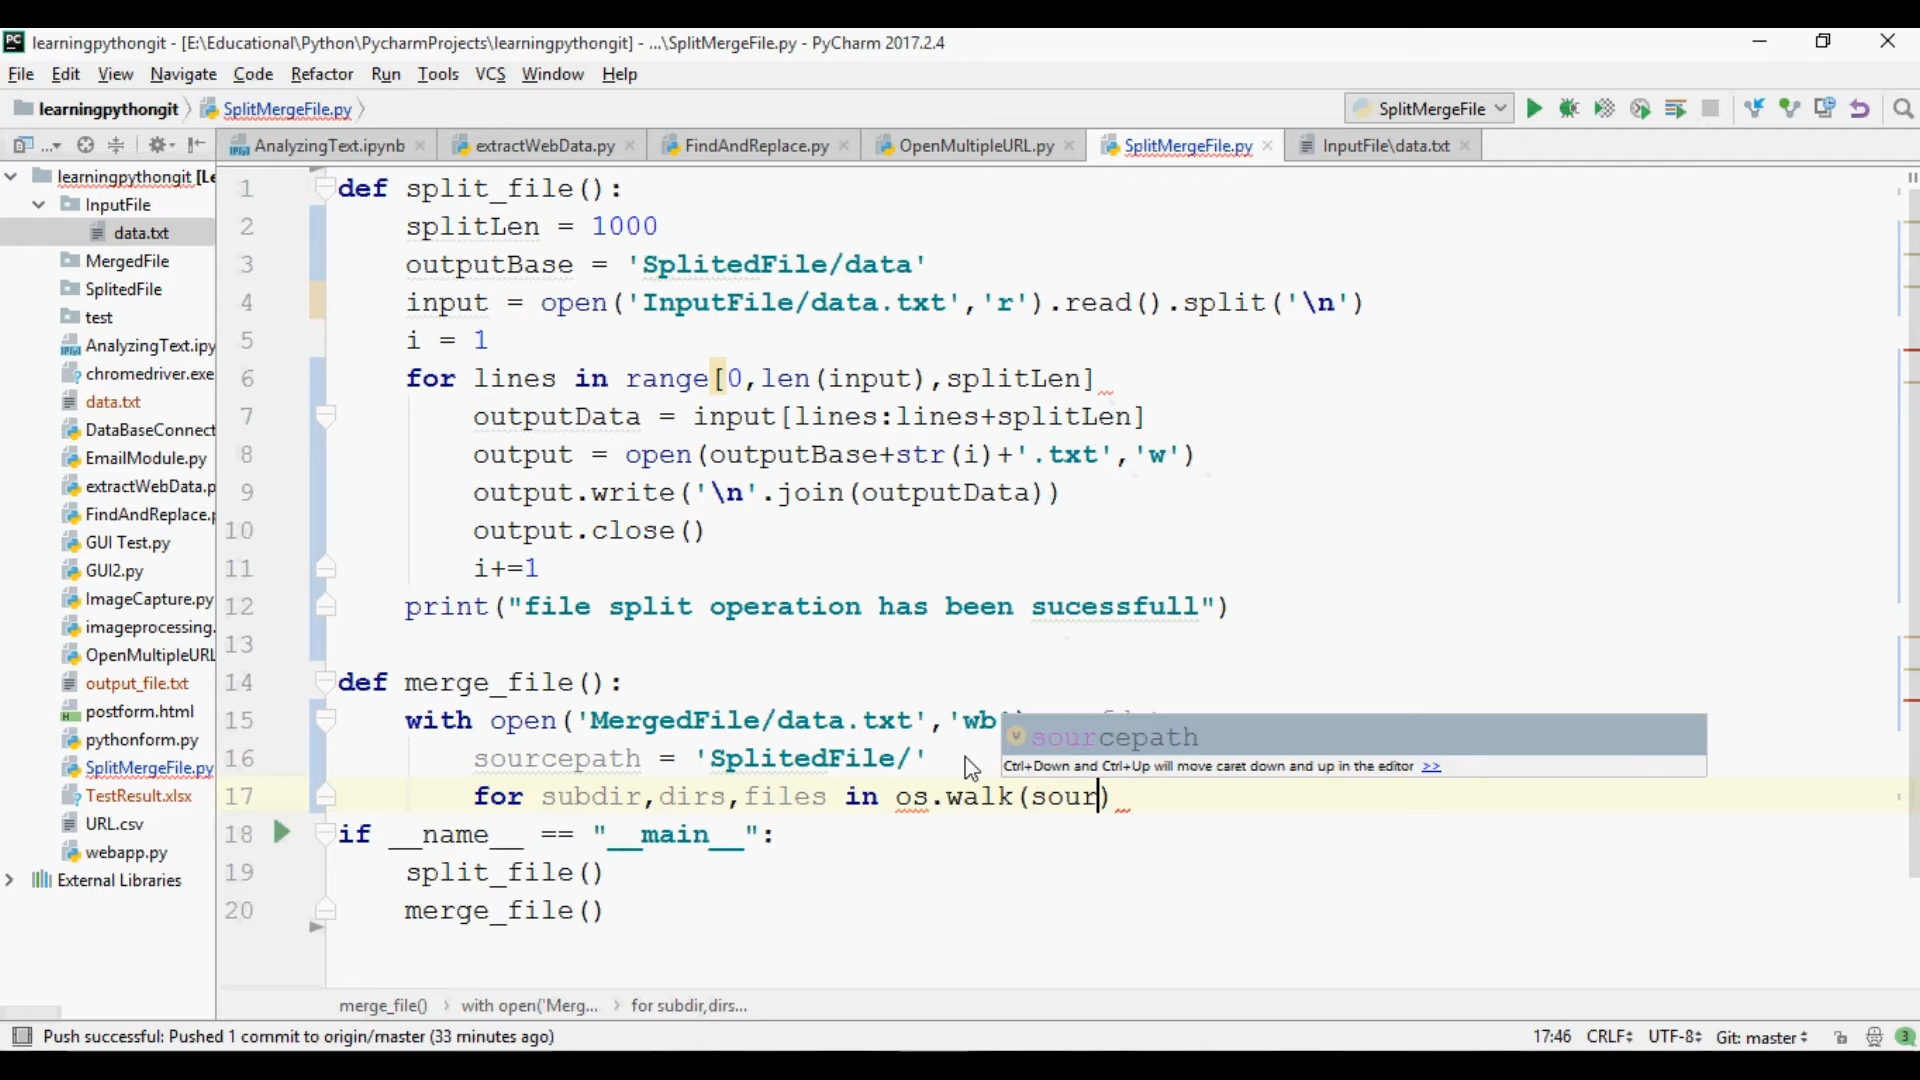 PC learningpythongit - [E:\Educational\Python\PycharmProjects\learningpythongit] - ...\SplitMergeFile.py - PyCharm 2017.2.4
File Edit View Navigate Code Refactor Run Tools VCS Window Help
learningpythongit SplitMergeFile.py SplitMergeFile
AnalyzingText.ipynb extractWebData.py FindAndReplace.py OpenMultipleURL.py SplitMergeFile.py InputFile\data.txt
learningpythongit [Le
InputFile
data.txt
MergedFile
SplitedFile
test
AnalyzingText.ipy
chromedriver.exe
data.txt
DataBaseConnect
EmailModule.py
extractWebData.p
FindAndReplace.p
GUI Test.py
GUI2.py
ImageCapture.py
imageprocessing.
OpenMultipleURL
output_file.txt
postform.html
pythonform.py
SplitMergeFile.py
TestResult.xlsx
URL.csv
webapp.py
External Libraries
1 def split_file():
2 splitLen = 1000
3 outputBase = 'SplitedFile/data'
4 input = open('InputFile/data.txt','r').read().split('\n')
5 i = 1
6 for lines in range[0,len(input),splitLen]
7 outputData = input[lines:lines+splitLen]
8 output = open(outputBase+str(i)+'.txt','w')
9 output.write('\n'.join(outputData))
10 output.close()
11 i+=1
12 print("file split operation has been sucessfull")
13
14 def merge_file():
15 with open('MergedFile/data.txt','wb'
sourcepath
Ctrl+Down and Ctrl+Up will move caret down and up in the editor >>
16 sourcepath = 'SplitedFile/'
17 for subdir,dirs,files in os.walk(sour)
18 if __name__ == "__main__":
19 split_file()
20 merge_file()
merge_file() › with open('Merg... › for subdir,dirs...
Push successful: Pushed 1 commit to origin/master (33 minutes ago) 17:46 CRLF UTF-8 Git: master 3